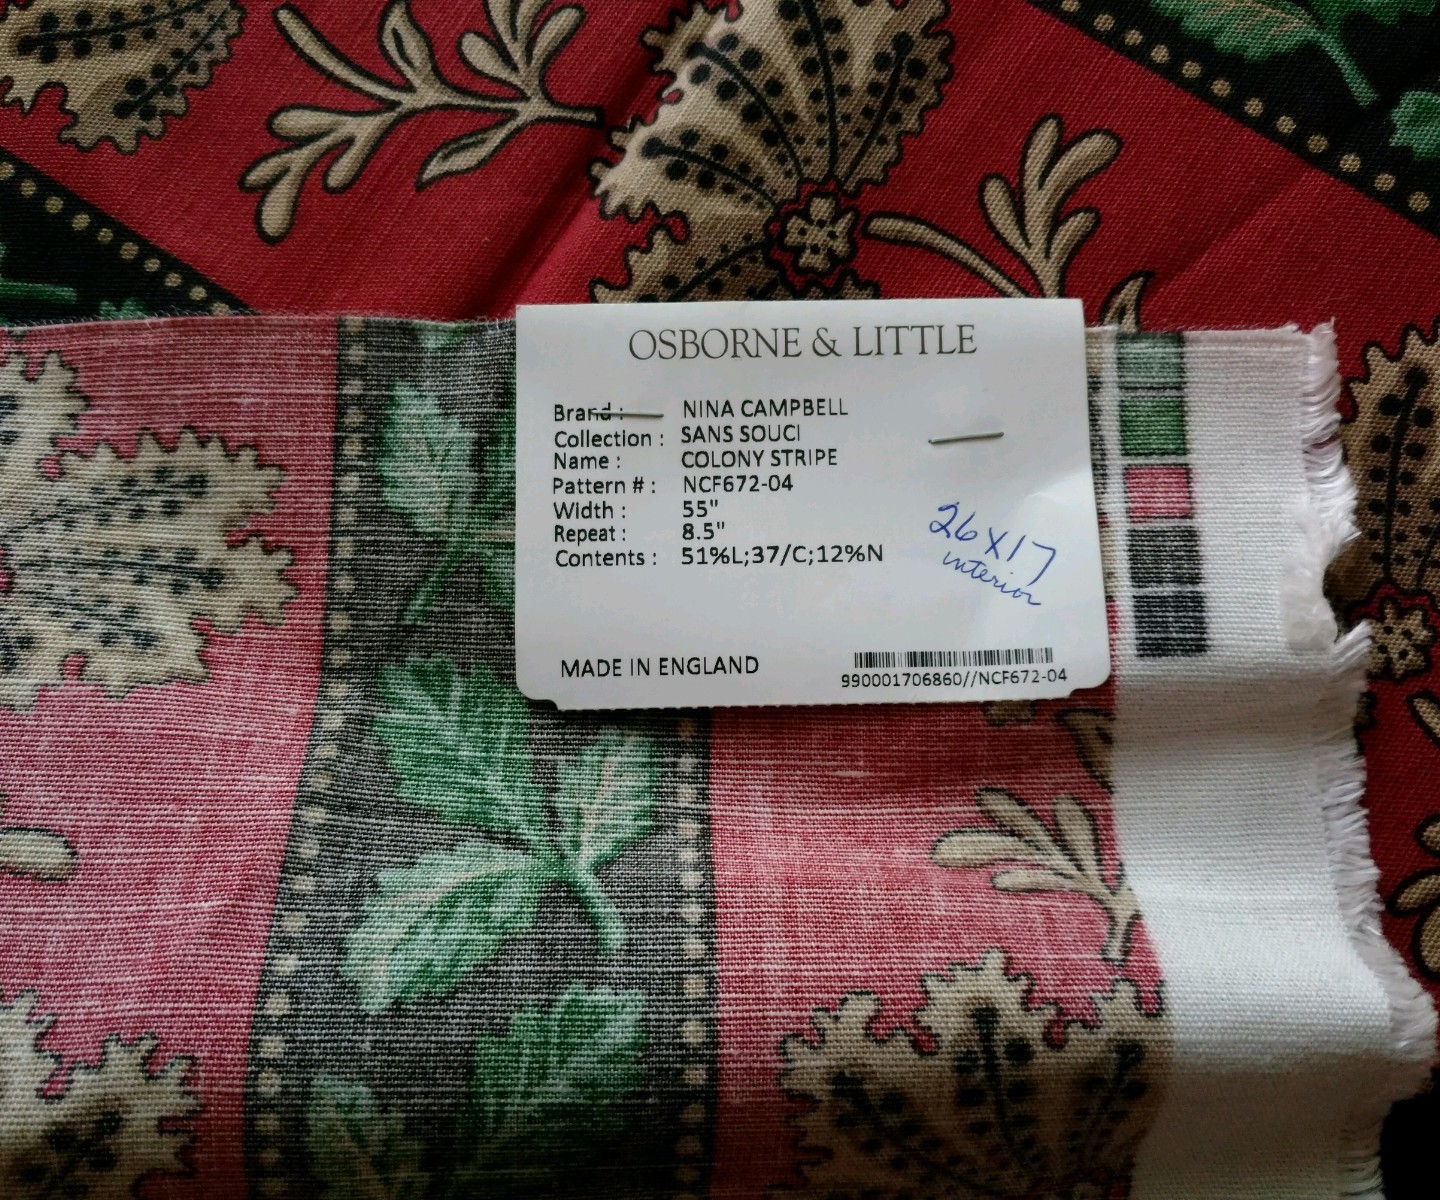 OSBORNE & LITTLE
Brand : NINA CAMPBELL
Collection : SANS SOUCI
Name : COLONY STRIPE
Pattern # : NCF672-04
Width : 55"
Repeat : 8.5"
Contents : 51%L;37/C;12%N
26X17
interior
MADE IN ENGLAND
990001706860//NCF672-04